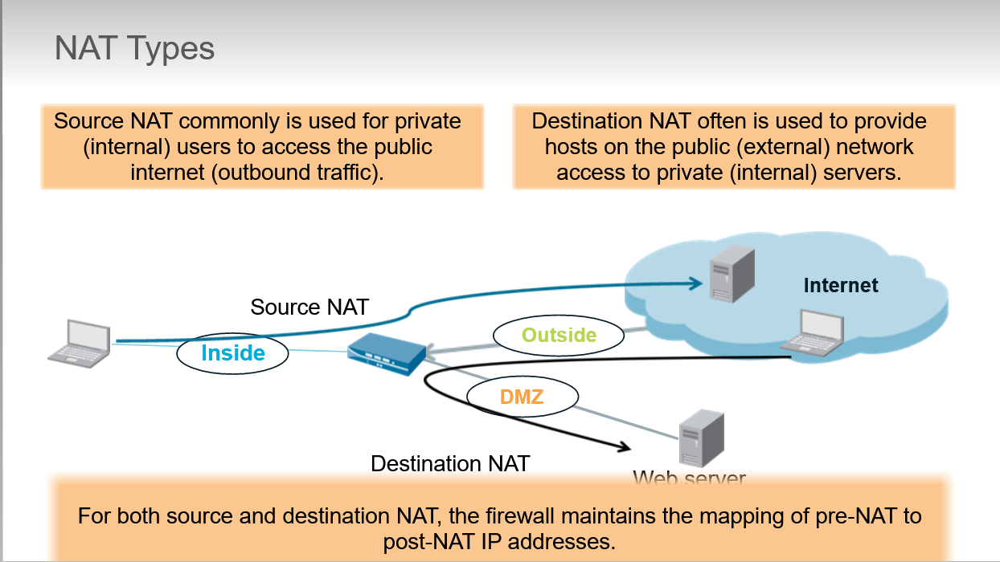 NAT Types
Source NAT commonly is used for private
(internal) users to access the public
internet (outbound traffic).
Destination NAT often is used to provide
hosts on the public (external) network
access to private (internal) servers.
Internet
Source NAT
Outside
Inside
DMZ
Destination NAT
Web server
For both source and destination NAT, the firewall maintains the mapping of pre-NAT to
post-NAT IP addresses.